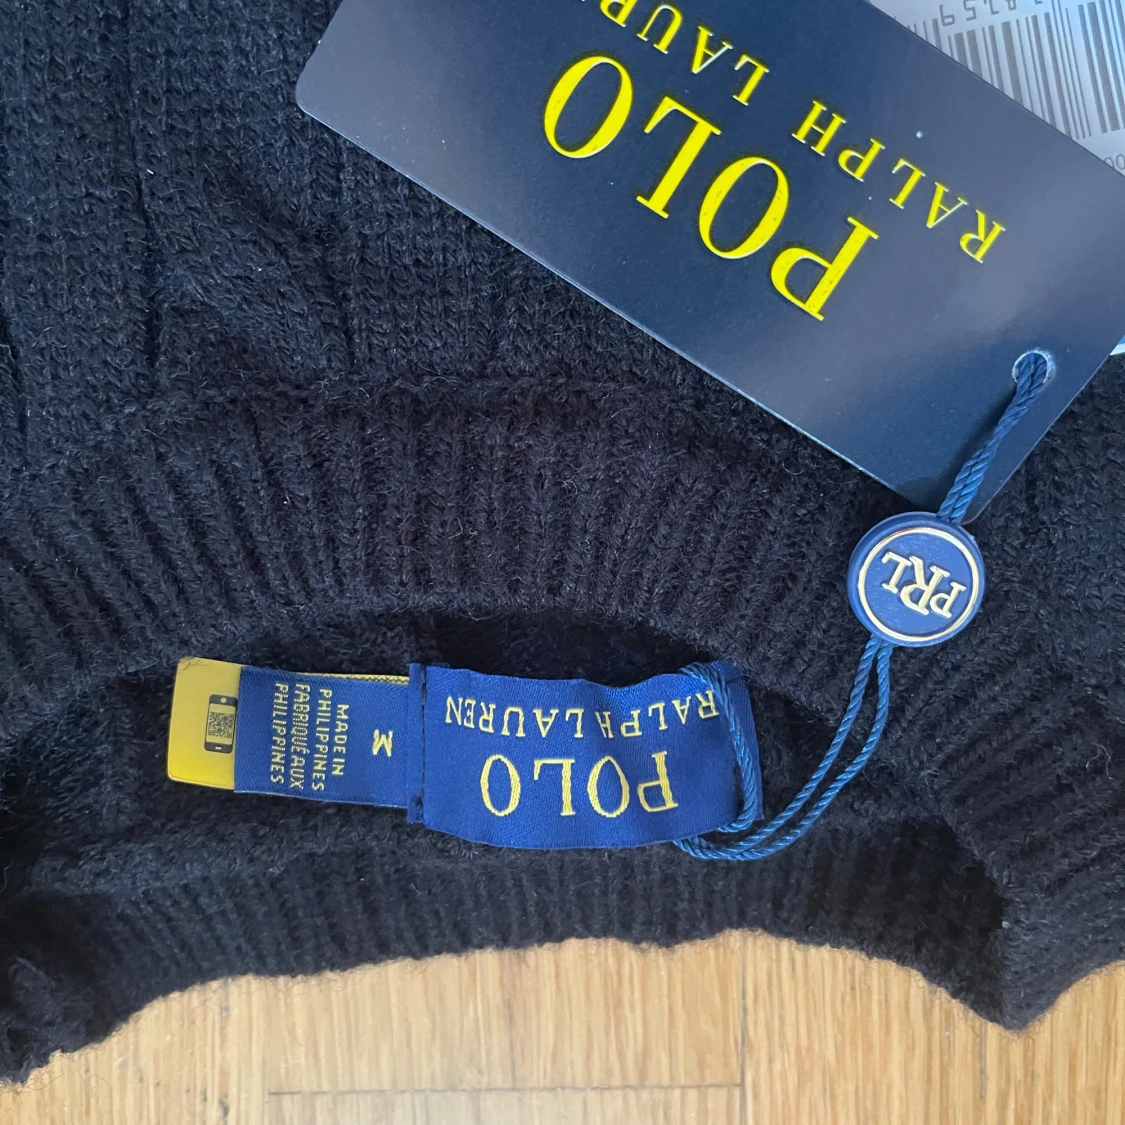 POLO
RALPH LAUREN
PRL
POLO
RALPH LAUREN
M
MADE IN
PHILIPPINES
FABRIQUÉ AUX
PHILIPPINES